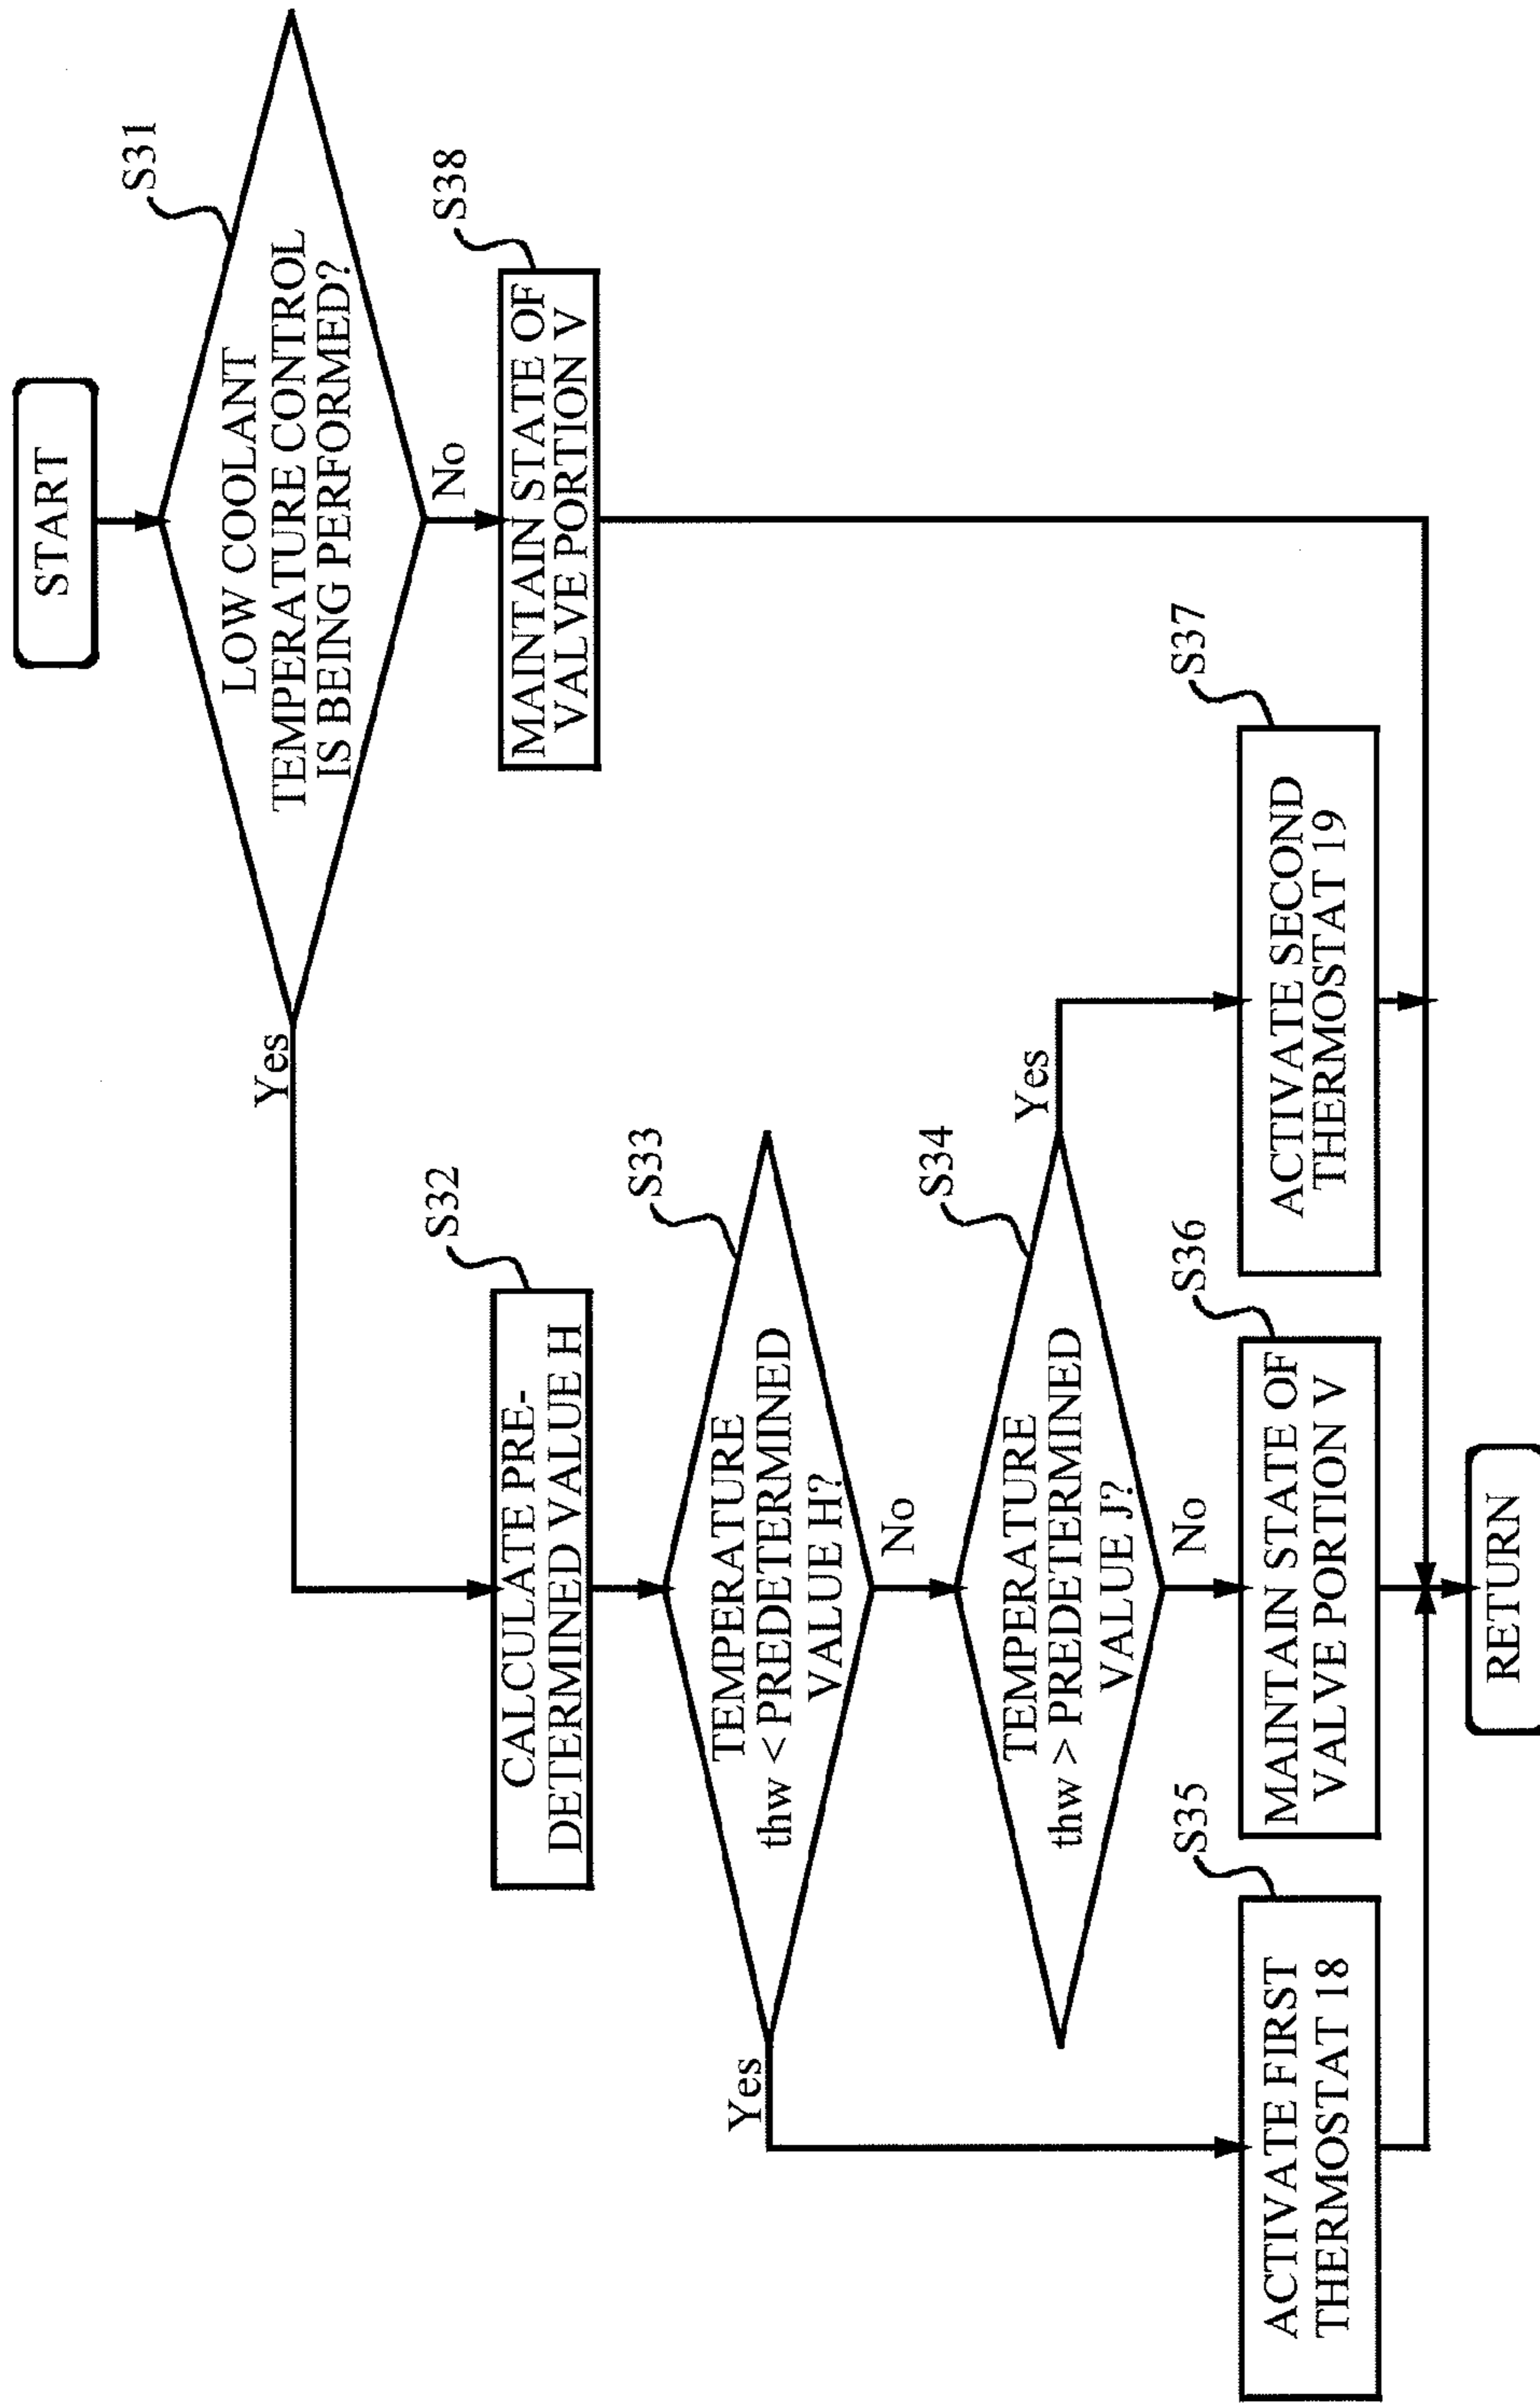 START
S31
LOW COOLANT
TEMPERATURE CONTROL
IS BEING PERFORMED?
Yes
No
S38
MAINTAIN STATE OF
VALVE PORTION V
S32
CALCULATE PRE-
DETERMINED VALUE H
S33
TEMPERATURE
thw < PREDETERMINED
VALUE H?
Yes
No
S34
TEMPERATURE
thw > PREDETERMINED
VALUE J?
Yes
No
S35
ACTIVATE FIRST
THERMOSTAT 18
S36
MAINTAIN STATE OF
VALVE PORTION V
S37
ACTIVATE SECOND
THERMOSTAT 19
RETURN